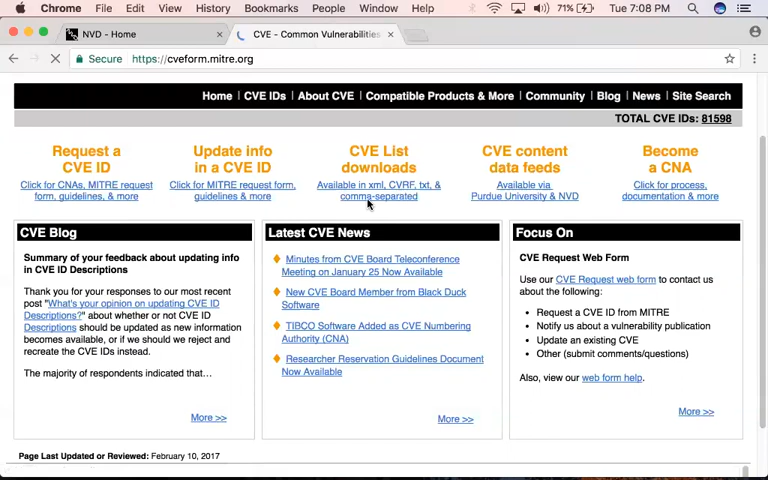 Chrome File Edit View History Bookmarks People Window Help 71% Tue 7:08 PM
NVD - Home × CVE - Common Vulnerabilities ×
Secure https://cveform.mitre.org
Home | CVE IDs | About CVE | Compatible Products & More | Community | Blog | News | Site Search
TOTAL CVE IDs: 81598
Request a CVE ID
Click for CNAs, MITRE request
form, guidelines, & more
Update info
in a CVE ID
Click for MITRE request form,
guidelines & more
CVE List
downloads
Available in xml, CVRF, txt, &
comma-separated
CVE content
data feeds
Available via
Purdue University & NVD
Become
a CNA
Click for process,
documentation & more
CVE Blog
Summary of your feedback about updating info
in CVE ID Descriptions
Thank you for your responses to our most recent
post "What's your opinion on updating CVE ID
Descriptions?" about whether or not CVE ID
Descriptions should be updated as new information
becomes available, or if we should we reject and
recreate the CVE IDs instead.
The majority of respondents indicated that...
More >>
Latest CVE News
Minutes from CVE Board Teleconference
Meeting on January 25 Now Available
New CVE Board Member from Black Duck
Software
TIBCO Software Added as CVE Numbering
Authority (CNA)
Researcher Reservation Guidelines Document
Now Available
More >>
Focus On
CVE Request Web Form
Use our CVE Request web form to contact us
about the following:
• Request a CVE ID from MITRE
• Notify us about a vulnerability publication
• Update an existing CVE
• Other (submit comments/questions)
Also, view our web form help.
More >>
Page Last Updated or Reviewed: February 10, 2017